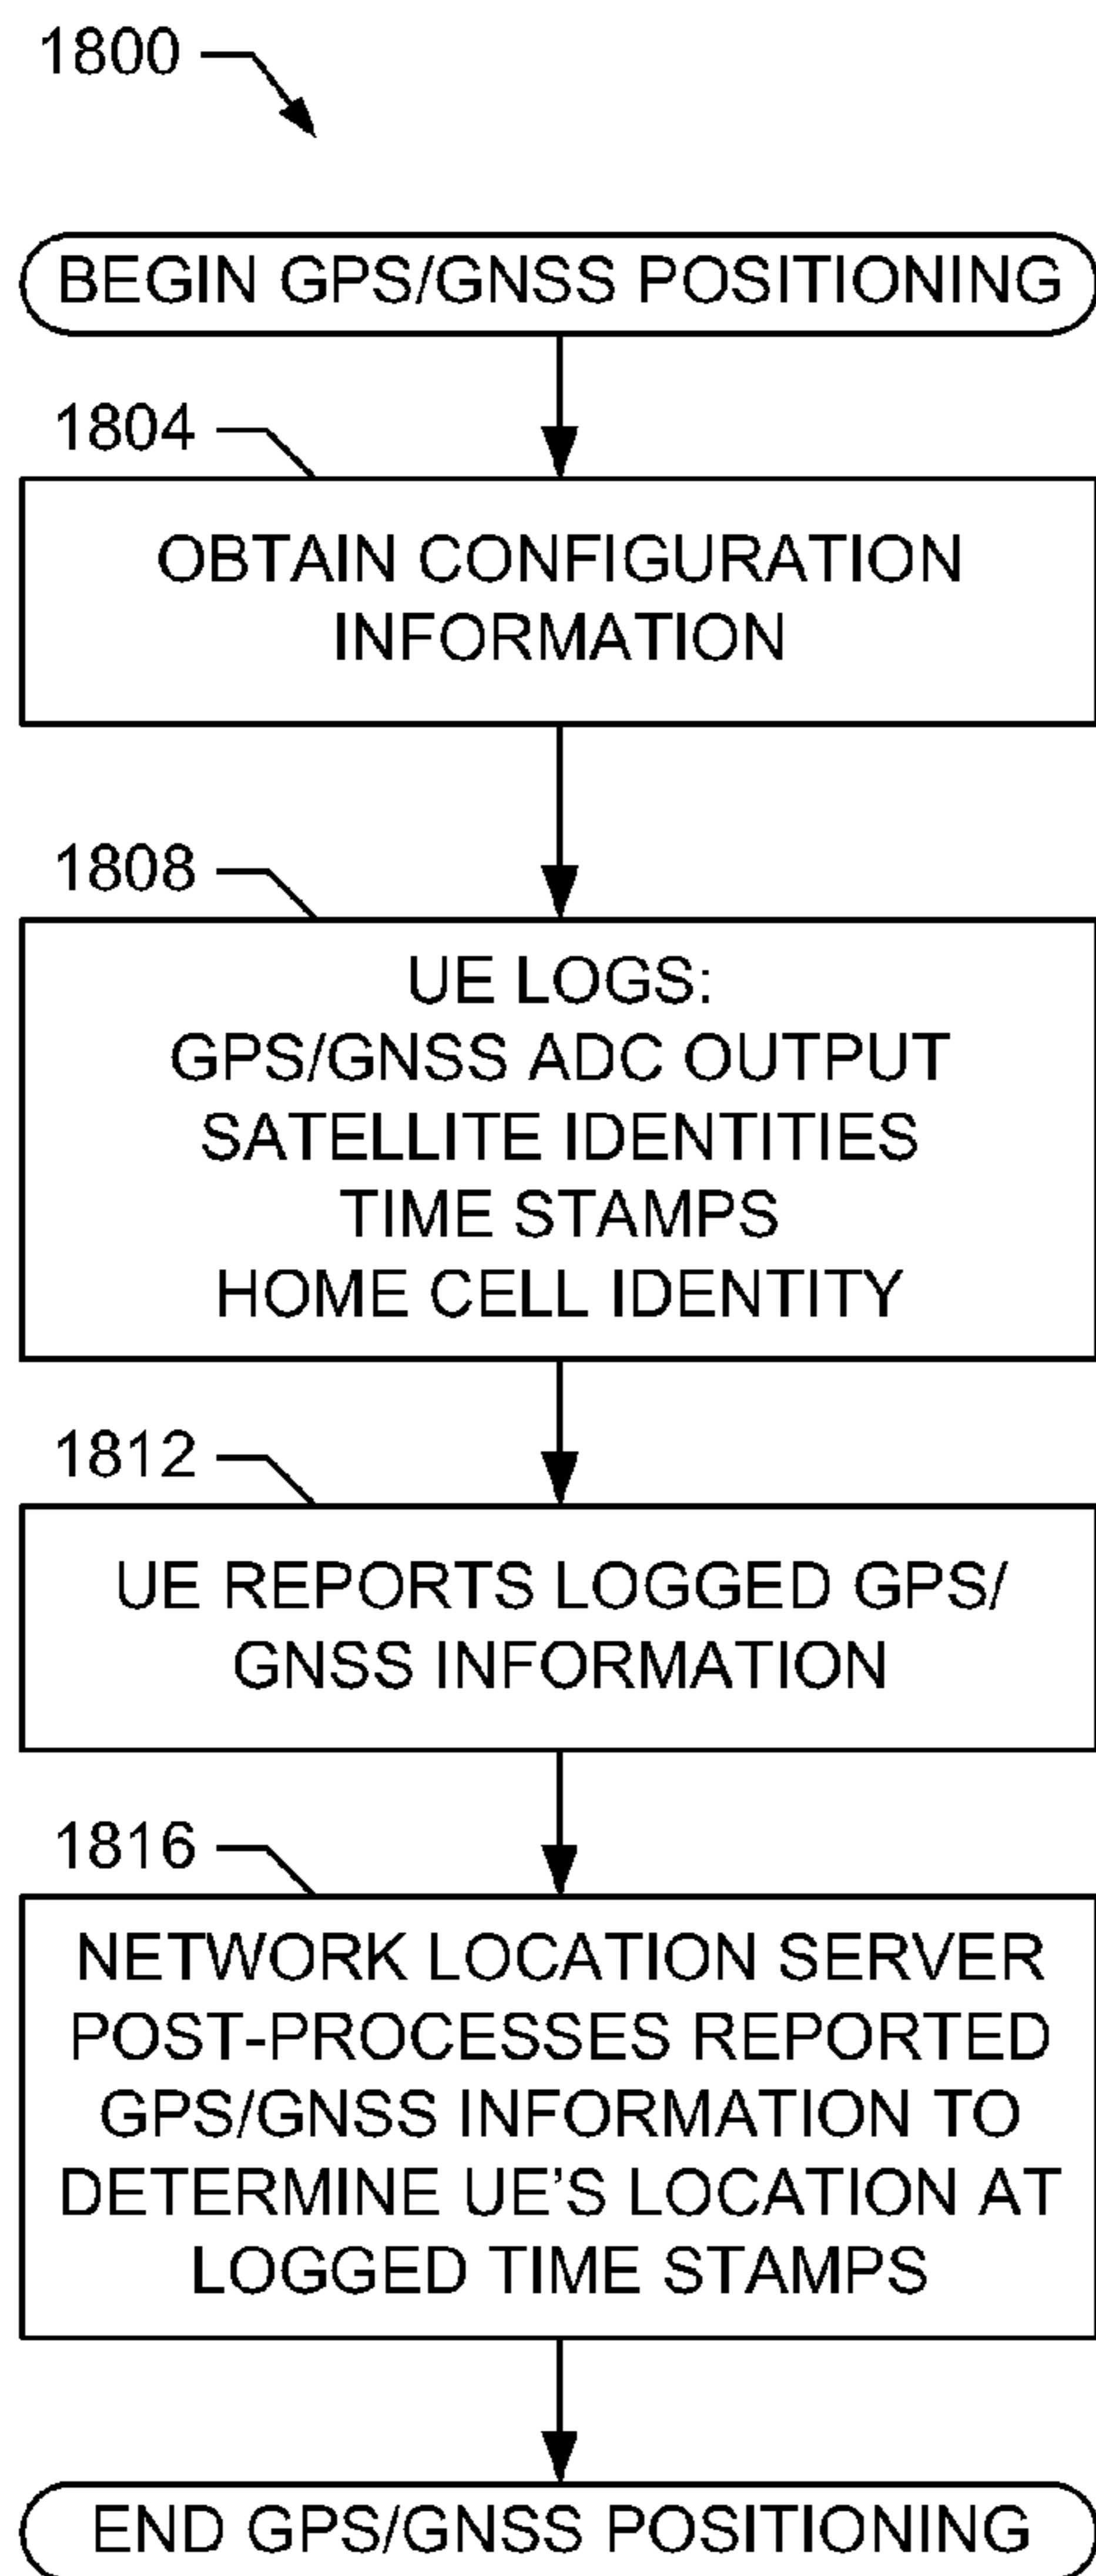 1800
BEGIN GPS/GNSS POSITIONING
1804
OBTAIN CONFIGURATION
INFORMATION
1808
UE LOGS:
GPS/GNSS ADC OUTPUT
SATELLITE IDENTITIES
TIME STAMPS
HOME CELL IDENTITY
1812
UE REPORTS LOGGED GPS/
GNSS INFORMATION
1816
NETWORK LOCATION SERVER
POST-PROCESSES REPORTED
GPS/GNSS INFORMATION TO
DETERMINE UE’S LOCATION AT
LOGGED TIME STAMPS
END GPS/GNSS POSITIONING